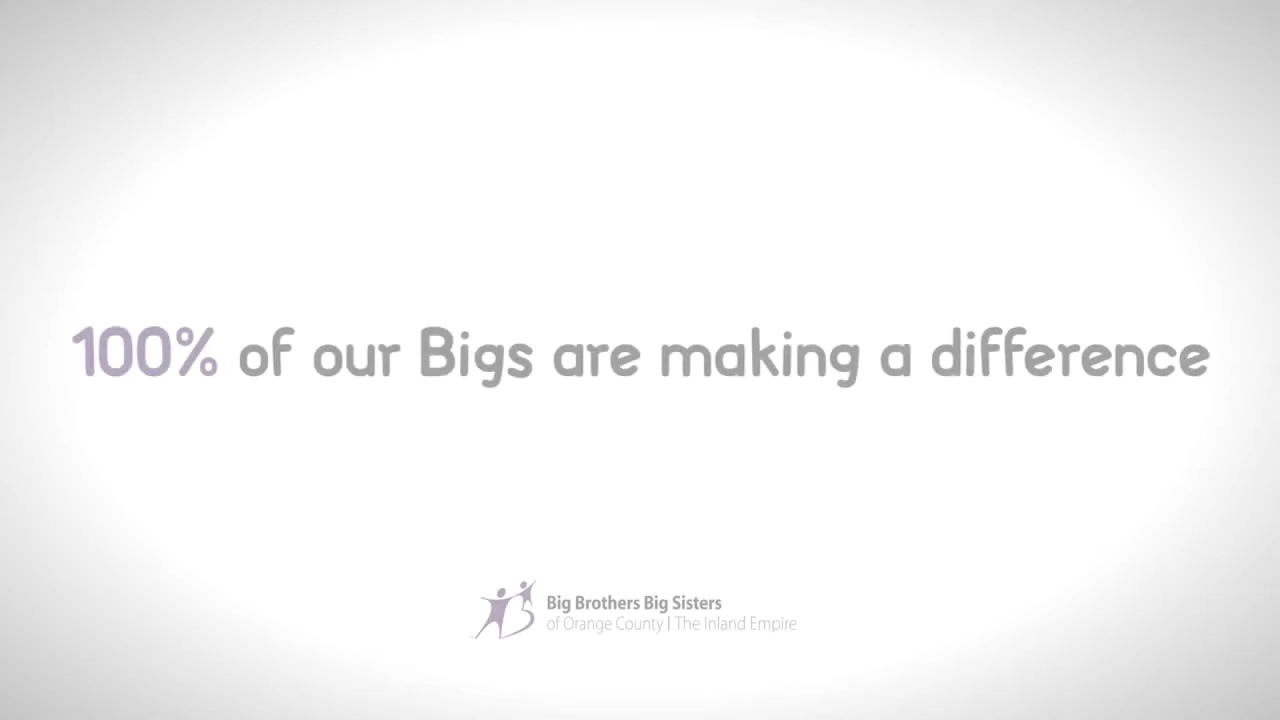 100% of our Bigs are making a difference
Big Brothers Big Sisters
of Orange County | The Inland Empire